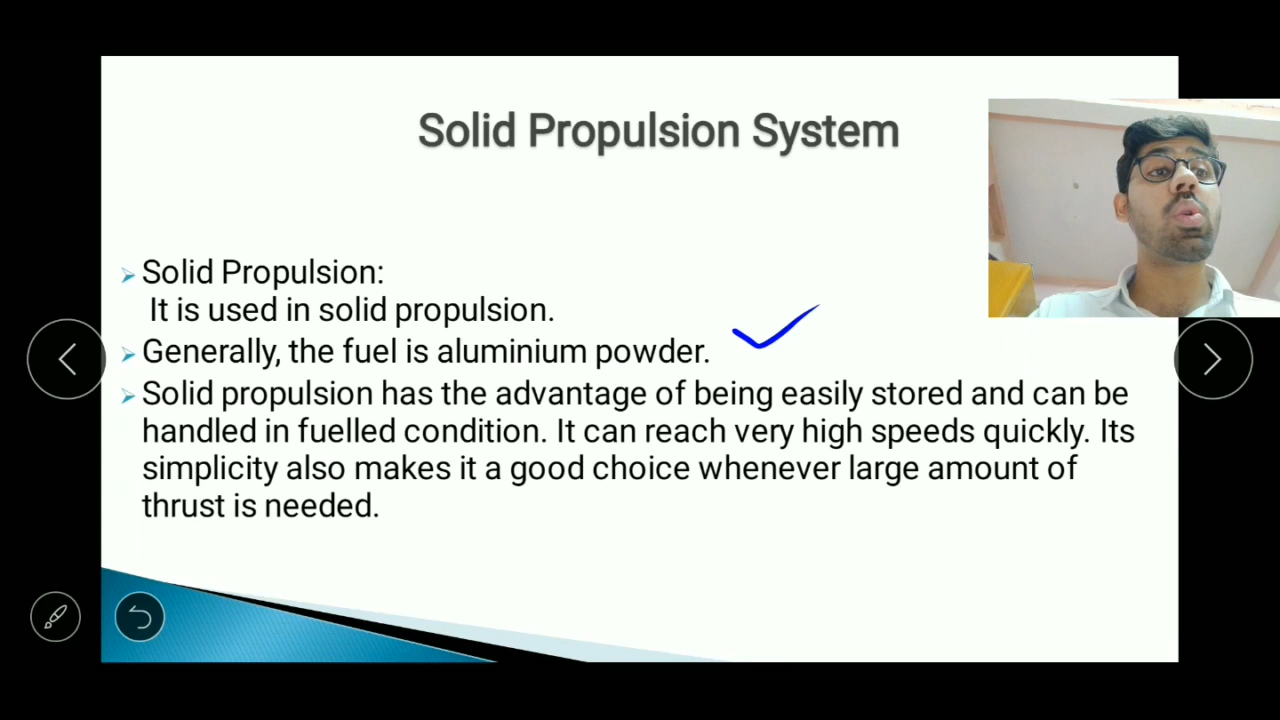 Solid Propulsion System
Solid Propulsion:
It is used in solid propulsion.
Generally, the fuel is aluminium powder.
Solid propulsion has the advantage of being easily stored and can be
handled in fuelled condition. It can reach very high speeds quickly. Its
simplicity also makes it a good choice whenever large amount of
thrust is needed.